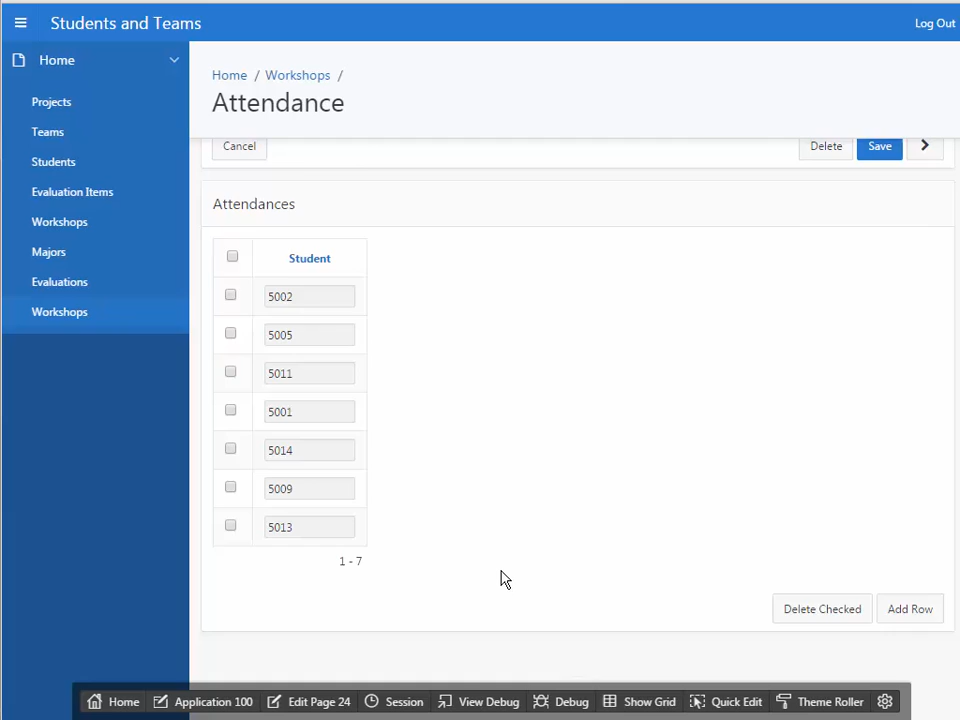 Students and Teams
Log Out
Home
Projects
Teams
Students
Evaluation Items
Workshops
Majors
Evaluations
Workshops
Home / Workshops /
Attendance
Cancel
Delete
Save
Attendances
Student
5002
5005
5011
5001
5014
5009
5013
1 - 7
Delete Checked
Add Row
Home
Application 100
Edit Page 24
Session
View Debug
Debug
Show Grid
Quick Edit
Theme Roller